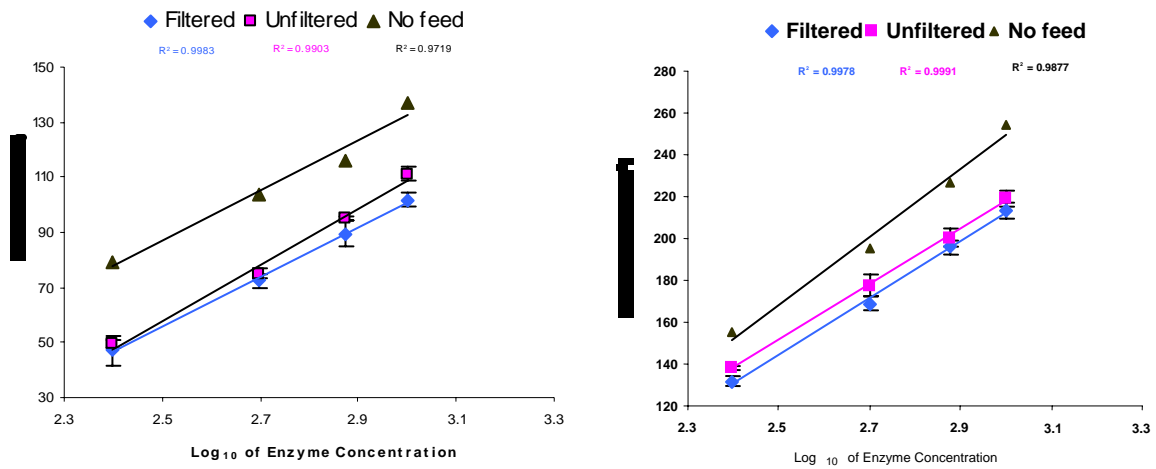 Filtered Unfiltered No feed
R² = 0.9983 R² = 0.9903 R² = 0.9719
150
130
110
90
70
50
30
2.3 2.5 2.7 2.9 3.1 3.3
Log₁₀ of Enzyme Concentration
Filtered Unfiltered No feed
R² = 0.9978 R² = 0.9991 R² = 0.9877
280
260
240
220
200
180
160
140
120
2.3 2.5 2.7 2.9 3.1 3.3
Log ₁₀ of Enzyme Concentration